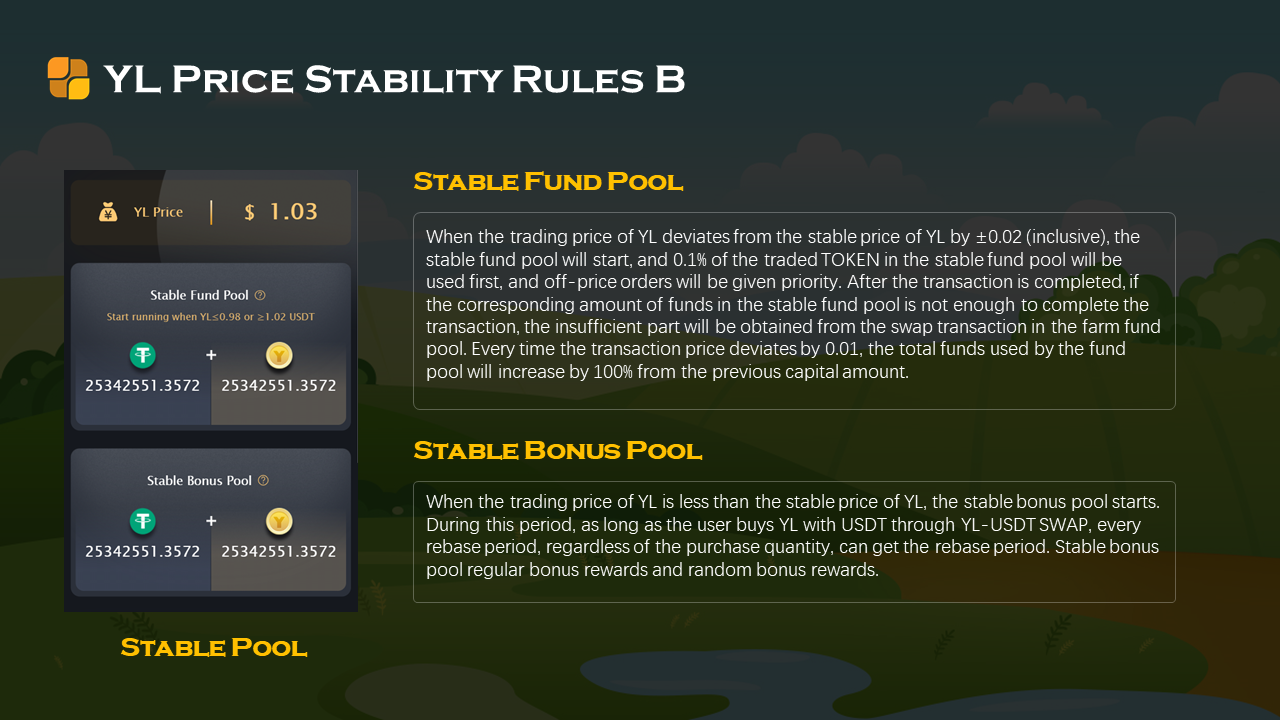 YL Price Stability Rules B
YL Price | $ 1.03
Stable Fund Pool ?
Start running when YL≤0.98 or ≥1.02 USDT
+
25342551.3572 25342551.3572
Stable Bonus Pool ?
+
25342551.3572 25342551.3572
Stable Pool
Stable Fund Pool
When the trading price of YL deviates from the stable price of YL by ±0.02 (inclusive), the
stable fund pool will start, and 0.1% of the traded TOKEN in the stable fund pool will be
used first, and off-price orders will be given priority. After the transaction is completed, if
the corresponding amount of funds in the stable fund pool is not enough to complete the
transaction, the insufficient part will be obtained from the swap transaction in the farm fund
pool. Every time the transaction price deviates by 0.01, the total funds used by the fund
pool will increase by 100% from the previous capital amount.
Stable Bonus Pool
When the trading price of YL is less than the stable price of YL, the stable bonus pool starts.
During this period, as long as the user buys YL with USDT through YL-USDT SWAP, every
rebase period, regardless of the purchase quantity, can get the rebase period. Stable bonus
pool regular bonus rewards and random bonus rewards.